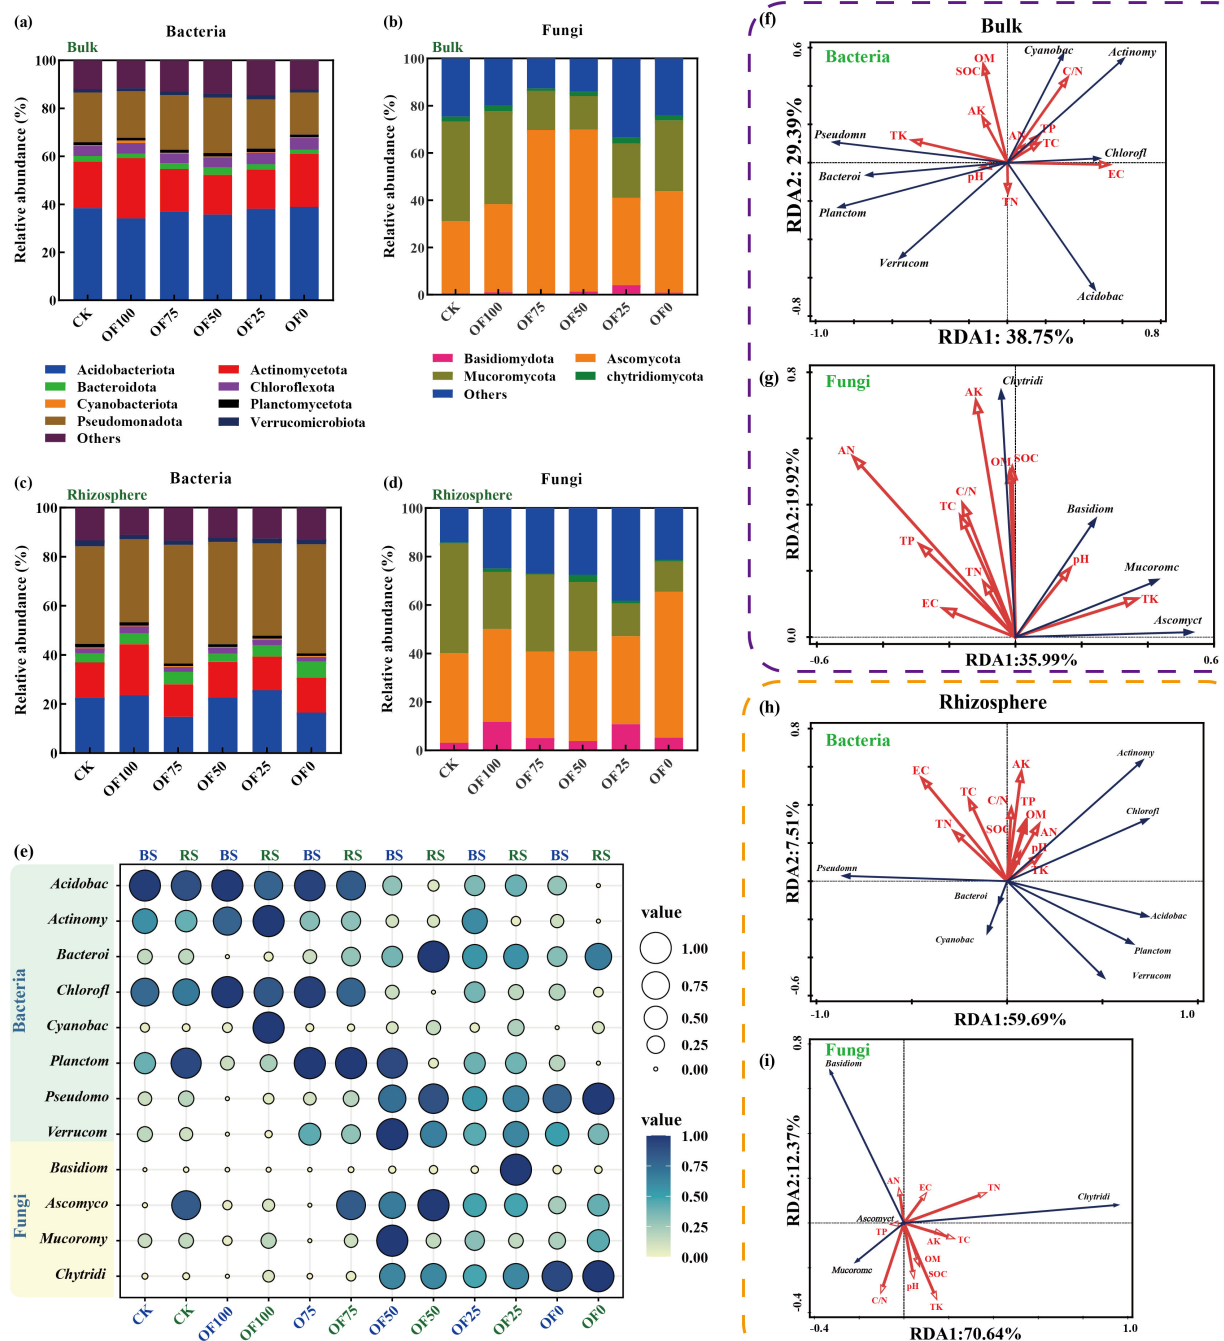 (a)
Bacteria
Bulk
Relative abundance (%)
100
80
60
40
20
0
CK
OF100
OF75
OF50
OF25
OF0
(b)
Fungi
Bulk
Relative abundance (%)
100
80
60
40
20
0
CK
OF100
OF75
OF50
OF25
OF0
Acidobacteriota
Actinomycetota
Bacteroidota
Chloroflexota
Cyanobacteriota
Planctomycetota
Pseudomonadota
Verrucomicrobiota
Others
Basidiomydota
Ascomycota
Mucoromycota
chytridiomycota
Others
(c)
Bacteria
Rhizosphere
Relative abundance (%)
100
80
60
40
20
0
CK
OF100
OF75
OF50
OF25
OF0
(d)
Fungi
Rhizosphere
Relative abundance (%)
100
80
60
40
20
0
CK
OF100
OF75
OF50
OF25
OF0
(e)
BS RS BS RS BS RS BS RS BS RS BS RS
Bacteria
Acidobac
Actinomy
Bacteroi
Chlorofl
Cyanobac
Planctom
Pseudomo
Verrucom
Fungi
Basidiom
Ascomyco
Mucoromy
Chytridi
CK CK OF100 OF100 O75 OF75 OF50 OF50 OF25 OF25 OF0 OF0
value
1.00
0.75
0.50
0.25
0.00
value
1.00
0.75
0.50
0.25
0.00
(f)
Bulk
Bacteria
0.6
-0.8
RDA2: 29.39%
-1.0
0.8
RDA1: 38.75%
Cyanobac
Actinomy
OM
SOC
C/N
AK
AN
TP
TC
TK
Pseudomn
Chlorofl
EC
Bacteroi
pH
TN
Planctom
Verrucom
Acidobac
(g)
Fungi
0.8
0.0
RDA2:19.92%
-0.6
0.6
RDA1:35.99%
Chytridi
AK
AN
OM
SOC
C/N
TC
TP
TN
EC
Basidiom
pH
Mucoromc
TK
Ascomyct
(h)
Rhizosphere
Bacteria
0.8
-0.6
RDA2:7.51%
-1.0
1.0
RDA1:59.69%
EC
TC
TN
AK
C/N
TP
OM
SOC
AN
pH
TK
Actinomy
Chlorofl
Pseudomn
Bacteroi
Cyanobac
Acidobac
Planctom
Verrucom
(i)
Fungi
0.8
-0.4
RDA2:12.37%
-0.4
1.0
RDA1:70.64%
Basidiom
AN
EC
TN
Chytridi
Ascomyct
TP
AK
TC
Mucoromc
OM
SOC
pH
C/N
TK